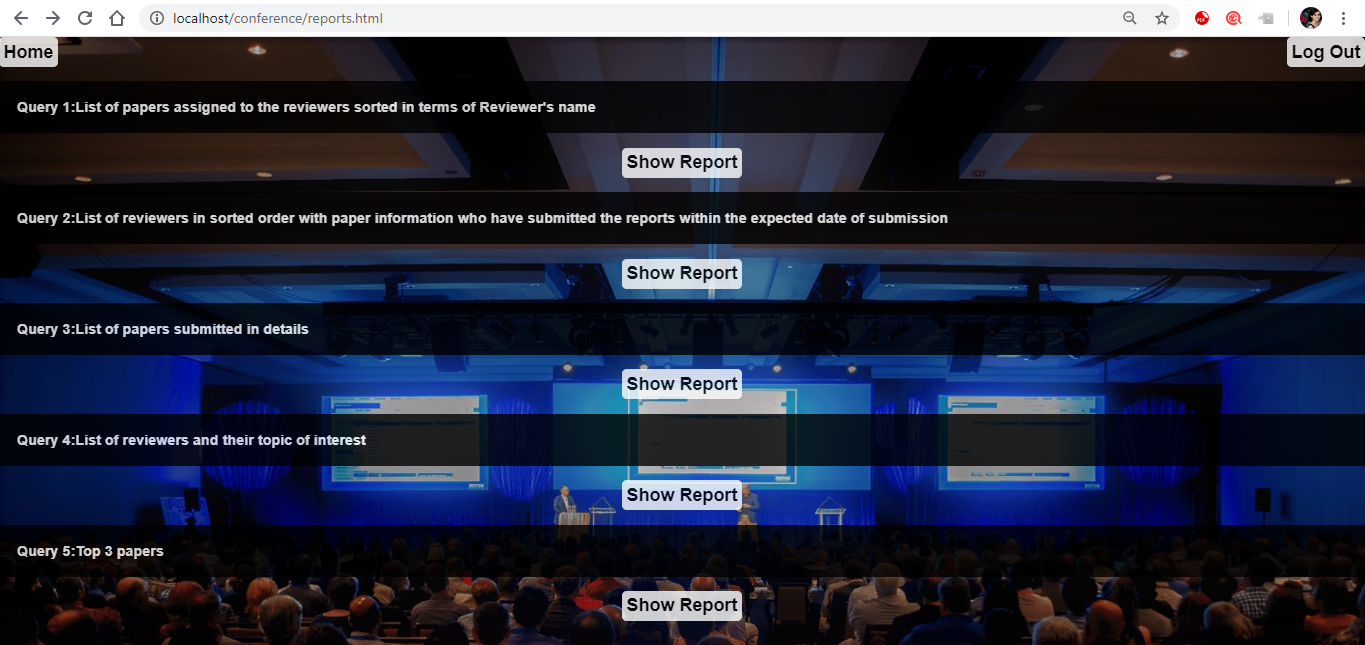 localhost/conference/reports.html
Home
Log Out
Query 1:List of papers assigned to the reviewers sorted in terms of Reviewer's name
Show Report
Query 2:List of reviewers in sorted order with paper information who have submitted the reports within the expected date of submission
Show Report
Query 3:List of papers submitted in details
Show Report
Query 4:List of reviewers and their topic of interest
Show Report
Query 5:Top 3 papers
Show Report